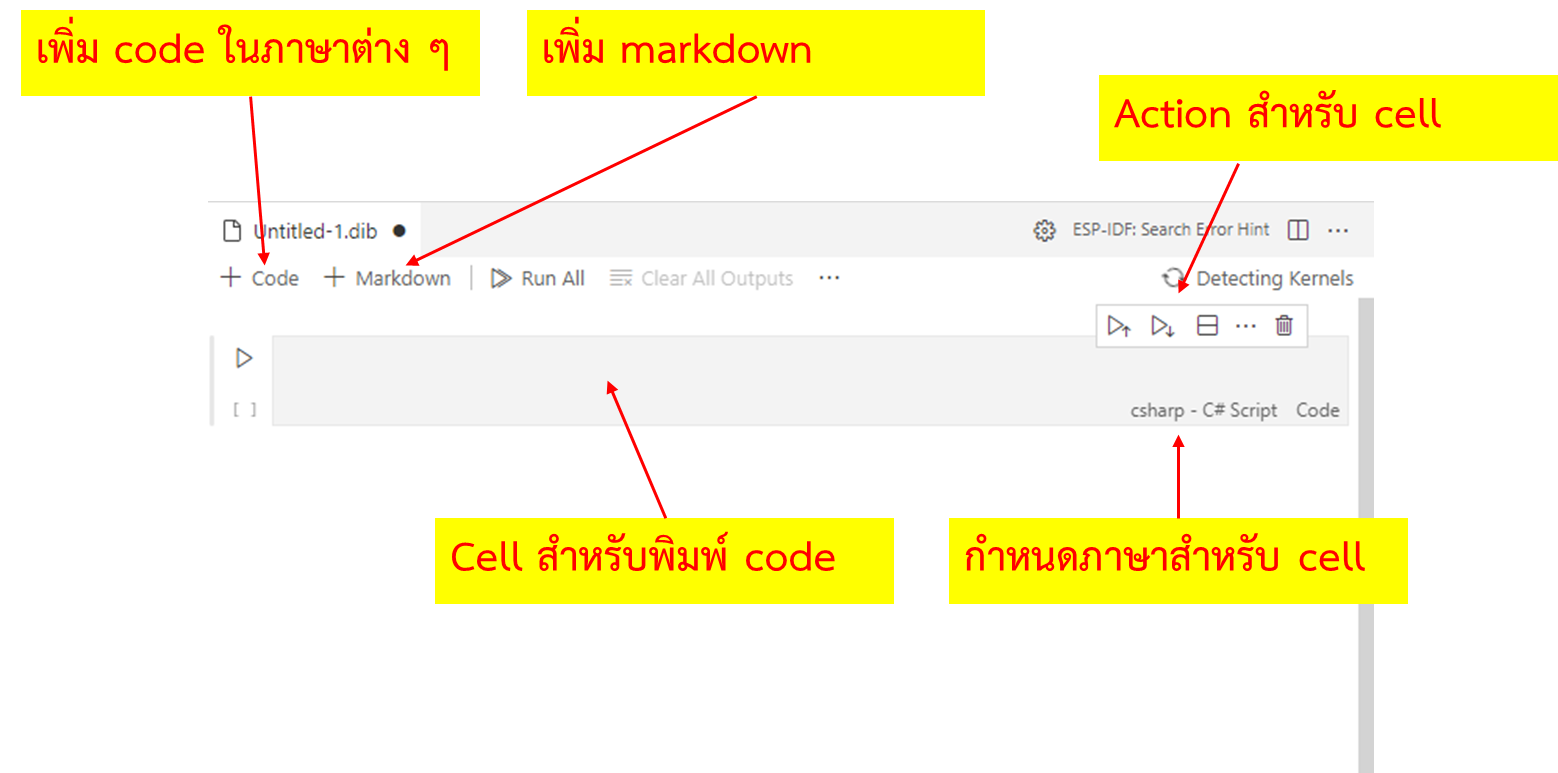 เพิ่ม code ในภาษาต่าง ๆ
เพิ่ม markdown
Action สำหรับ cell
Untitled-1.dib
ESP-IDF: Search Error Hint
Code
Markdown
Run All
Clear All Outputs
Detecting Kernels
[ ]
csharp - C# Script Code
Cell สำหรับพิมพ์ code
กำหนดภาษาสำหรับ cell